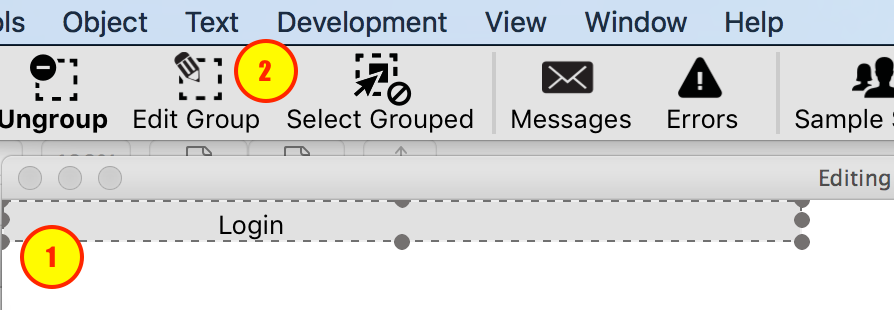 ols Object Text Development View Window Help
2
Ungroup Edit Group Select Grouped Messages Errors Sample S
Editing
Login
1